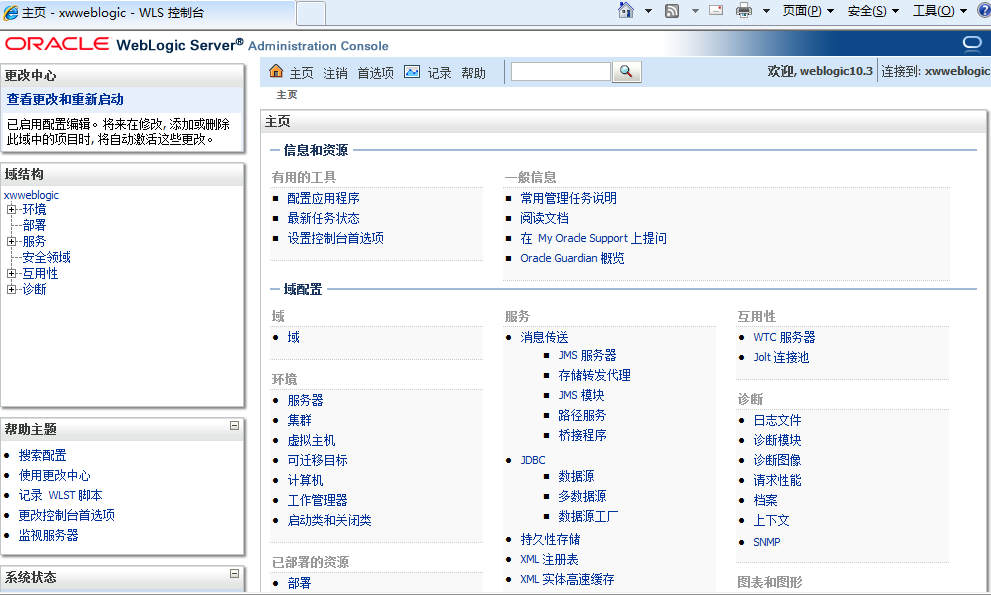 主页 - xwweblogic - WLS 控制台
页面(P) 安全(S) 工具(O)
ORACLE WebLogic Server® Administration Console
更改中心
查看更改和重新启动
已启用配置编辑。将来在修改, 添加或删除
此域中的项目时, 将自动激活这些更改。
域结构
xwweblogic
环境
部署
服务
安全领域
互用性
诊断
帮助主题
搜索配置
使用更改中心
记录 WLST 脚本
更改控制台首选项
监视服务器
系统状态
主页 注销 首选项 记录 帮助
欢迎, weblogic10.3 连接到: xwweblogic
主页
主页
信息和资源
有用的工具
配置应用程序
最新任务状态
设置控制台首选项
一般信息
常用管理任务说明
阅读文档
在 My Oracle Support 上提问
Oracle Guardian 概览
域配置
域
域
环境
服务器
集群
虚拟主机
可迁移目标
计算机
工作管理器
启动类和关闭类
已部署的资源
部署
服务
消息传送
JMS 服务器
存储转发代理
JMS 模块
路径服务
桥接程序
JDBC
数据源
多数据源
数据源工厂
持久性存储
XML 注册表
XML 实体高速缓存
互用性
WTC 服务器
Jolt 连接池
诊断
日志文件
诊断模块
诊断图像
请求性能
档案
上下文
SNMP
图表和图形